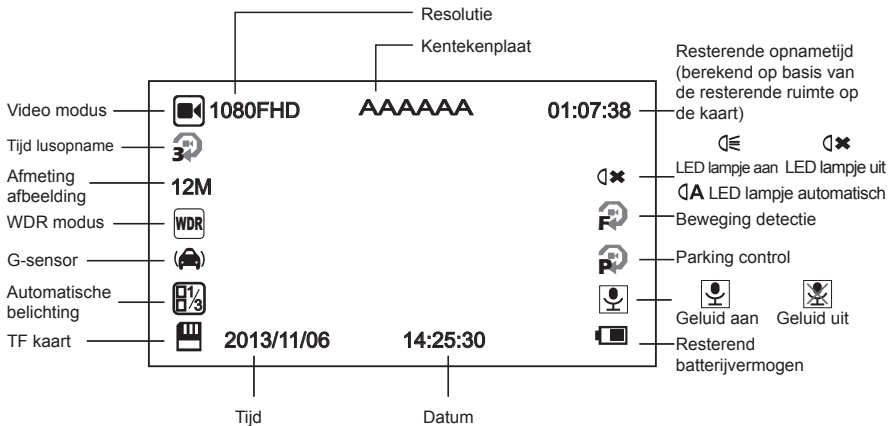 Resolutie
Kentekenplaat
Resterende opnametijd
(berekend op basis van
de resterende ruimte op
de kaart)
Video modus
1080FHD
AAAAAA
01:07:38
Tijd lusopname
3
LED lampje aan
LED lampje uit
Afmeting
afbeelding
12M
A LED lampje automatisch
WDR modus
WDR
F
Beweging detectie
G-sensor
P
Parking control
Automatische
belichting
1/3
Geluid aan
Geluid uit
TF kaart
2013/11/06
14:25:30
Resterend
batterijvermogen
Tijd
Datum